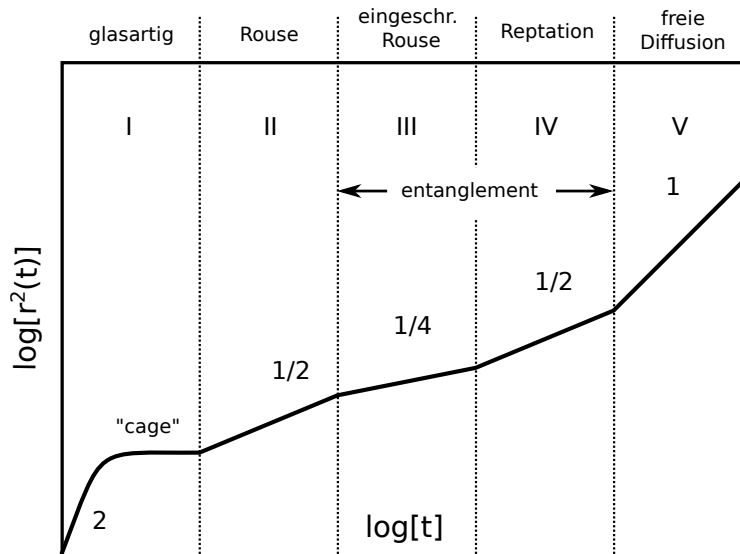 glasartig
Rouse
eingeschr.
Rouse
Reptation
freie
Diffusion
I
II
III
IV
V
entanglement
1
1/2
1/4
1/2
"cage"
2
log[r²(t)]
log[t]